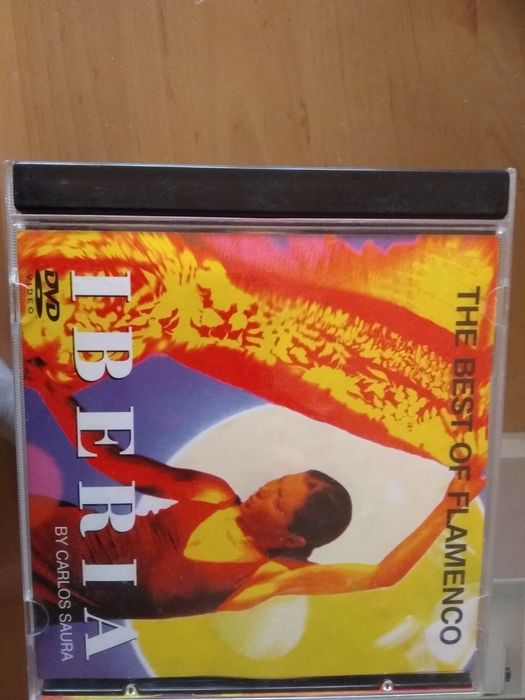 THE BEST OF FLAMENCO
IBERIA
BY CARLOS SAURA
DVD
VIDEO